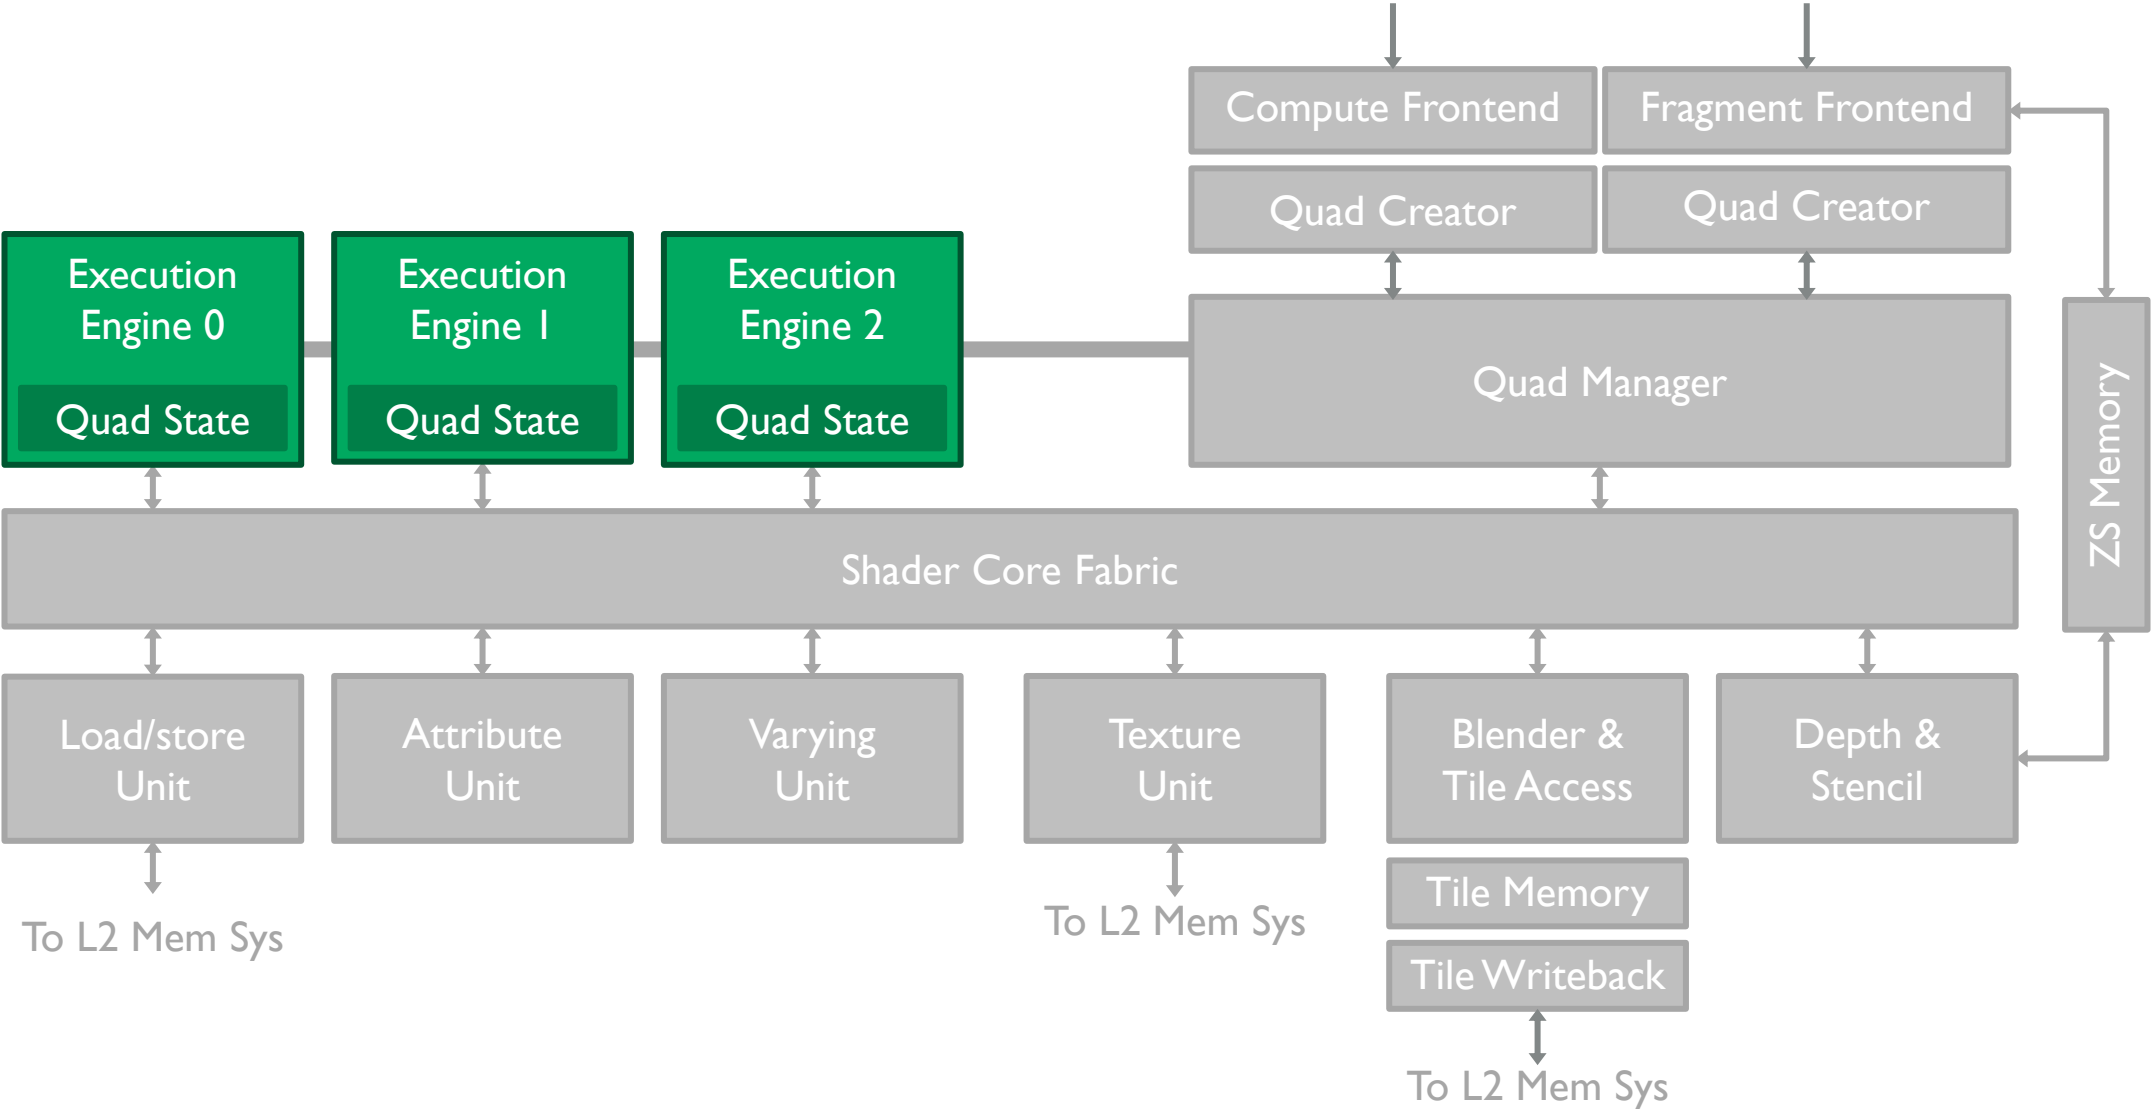 Compute Frontend
Fragment Frontend
Quad Creator
Quad Creator
Execution
Engine 0
Quad State
Execution
Engine 1
Quad State
Execution
Engine 2
Quad State
Quad Manager
ZS Memory
Shader Core Fabric
Load/store
Unit
Attribute
Unit
Varying
Unit
Texture
Unit
Blender &
Tile Access
Depth &
Stencil
Tile Memory
Tile Writeback
To L2 Mem Sys
To L2 Mem Sys
To L2 Mem Sys